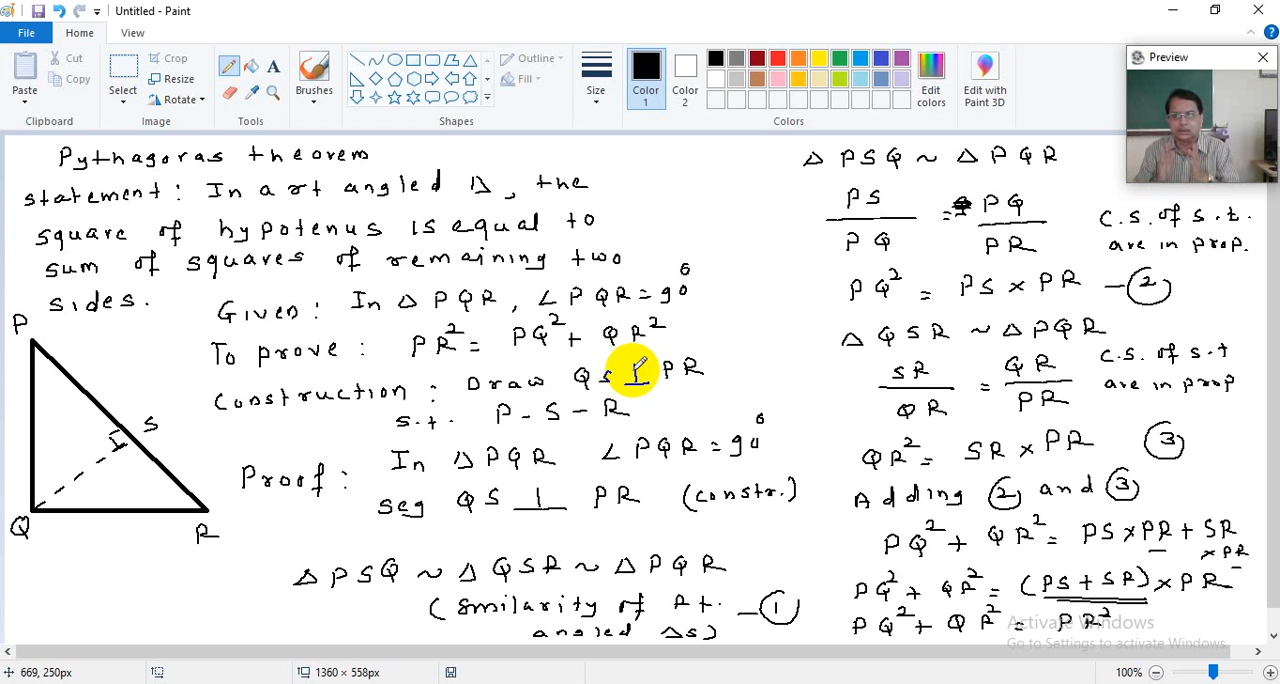 Untitled - Paint
File Home View
Paste Cut Copy
Clipboard
Select Crop Resize Rotate
Image
Tools
Brushes
Shapes
Outline Fill
Size
Color 1
Color 2
Edit colors
Colors
Edit with Paint 3D
Preview
Pythagoras theorem
statement: In a rt angled Δ, the
square of hypotenus is equal to
sum of squares of remaining two
sides.
Given: In Δ PQR, ∠PQR = 90°
To prove: PR² = PQ² + QR²
Construction: Draw QS ⊥ PR
s.t. P - S - R
Proof: In Δ PQR ∠PQR = 90°
seg QS ⊥ PR (constr.)
Δ PSQ ~ Δ QSR ~ Δ PQR
(similarity of Rt. angled Δs) — ①
P
S
Q
R
Δ PSQ ~ Δ PQR
PS / PQ = PQ / PR C.S. of S.t. are in prop.
PQ² = PS × PR — ②
Δ QSR ~ Δ PQR
SR / QR = QR / PR C.S. of S.t are in prop
QR² = SR × PR ③
Adding ② and ③
PQ² + QR² = PS × PR + SR × PR
PQ² + QR² = (PS + SR) × PR
PQ² + QR² = PR²
Activate Windows
Go to Settings to activate Windows.
669, 250px
1360 × 558px
100%